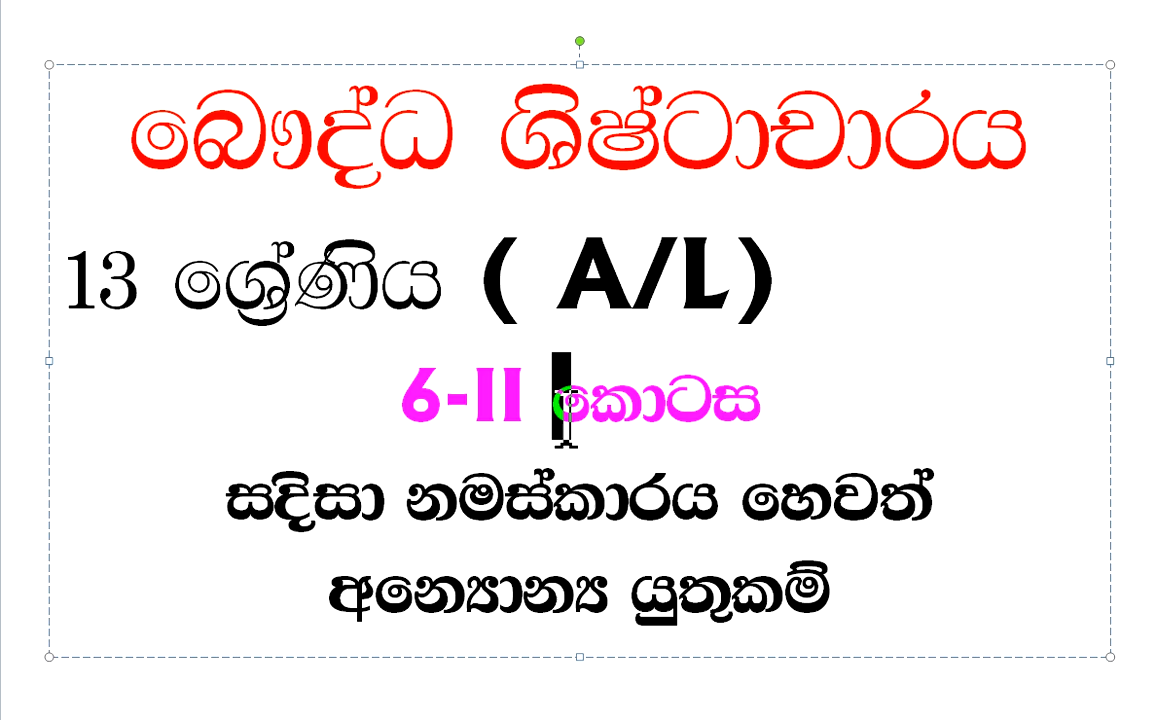 බෞද්ධ ශිෂ්ටාචාරය
13 ශ්‍රේණිය ( A/L)
6-II කොටස
සදිසා නමස්කාරය හෙවත්
අන්‍යොන්‍ය යුතුකම්